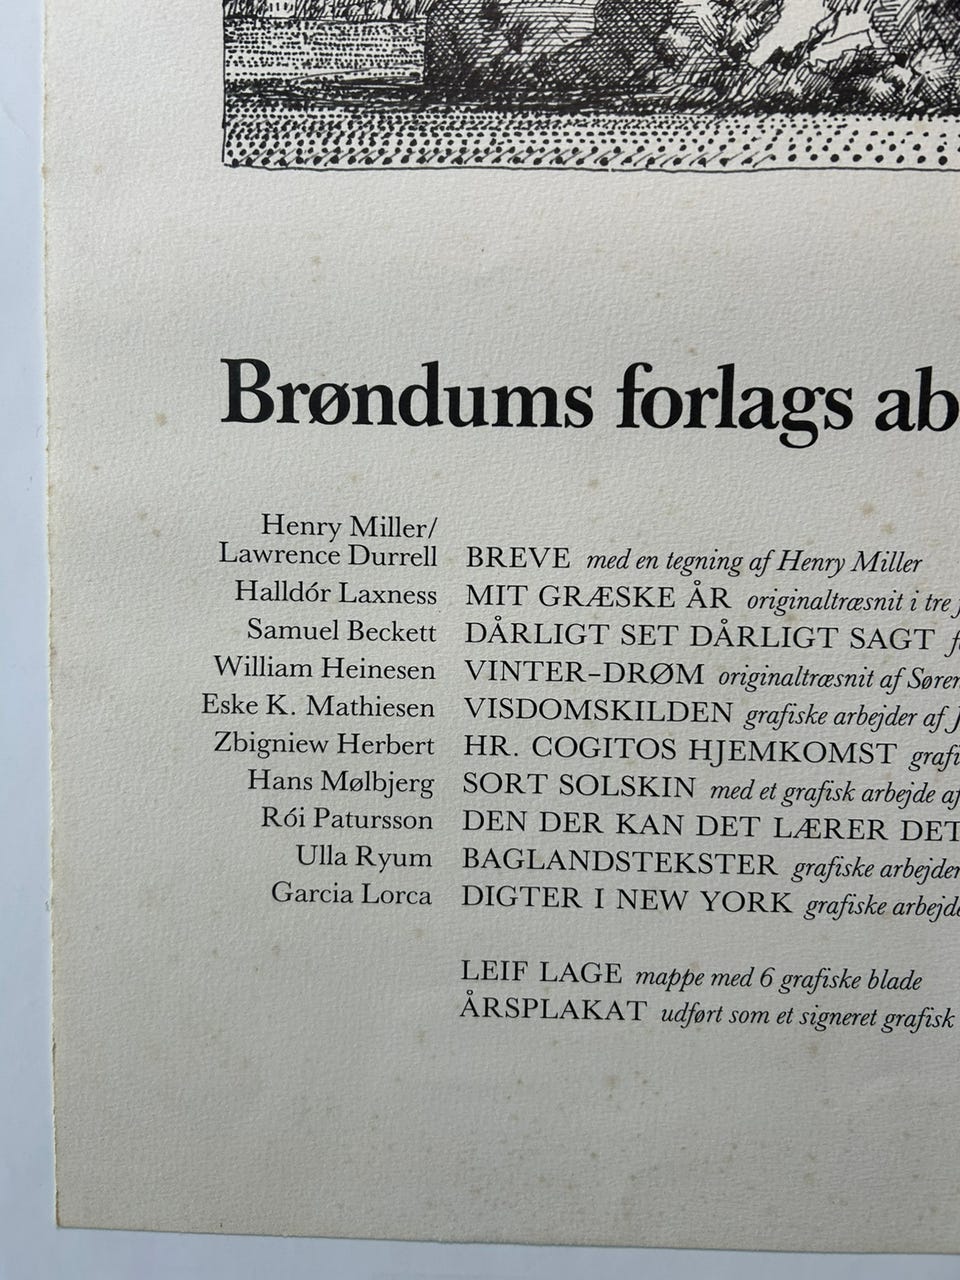 Brøndums forlags ab
Henry Miller/
Lawrence Durrell BREVE med en tegning af Henry Miller
Halldór Laxness MIT GRÆSKE ÅR originaltræsnit i tre
Samuel Beckett DÅRLIGT SET DÅRLIGT SAGT
William Heinesen VINTER-DRØM originaltræsnit af Søren
Eske K. Mathiesen VISDOMSKILDEN grafiske arbejder af
Zbigniew Herbert HR. COGITOS HJEMKOMST grafi
Hans Mølbjerg SORT SOLSKIN med et grafisk arbejde af
Rói Patursson DEN DER KAN DET LÆRER DET
Ulla Ryum BAGLANDSTEKSTER grafiske arbejder
Garcia Lorca DIGTER I NEW YORK grafiske arbejde
LEIF LAGE mappe med 6 grafiske blade
ÅRSPLAKAT udført som et signeret grafisk